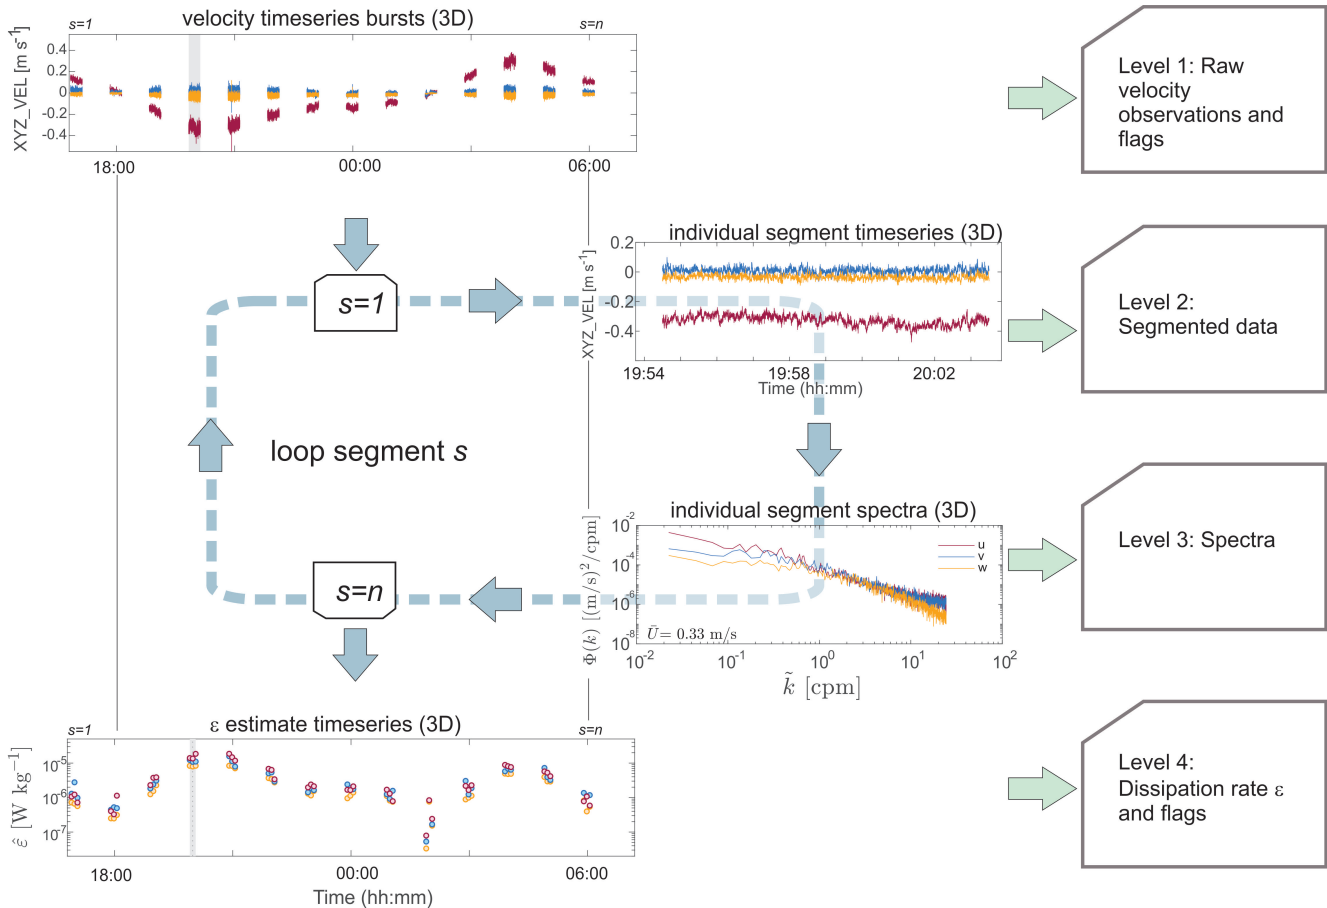 velocity timeseries bursts (3D)
s=1
s=n
XYZ_VEL [m s⁻¹]
0.4
0.2
0
-0.2
-0.4
18:00
00:00
06:00
Level 1: Raw
velocity
observations and
flags
s=1
individual segment timeseries (3D)
XYZ_VEL [m s⁻¹]
0.2
0
-0.2
-0.4
19:54
19:58
20:02
Time (hh:mm)
Level 2:
Segmented data
loop segment s
individual segment spectra (3D)
Φ(k) [(m/s)²/cpm]
10⁻²
10⁻⁴
10⁻⁶
10⁻⁸
u
v
w
Ū= 0.33 m/s
10⁻²
10⁻¹
10⁰
10¹
10²
k̃ [cpm]
Level 3: Spectra
s=n
ε estimate timeseries (3D)
s=1
s=n
ε̂ [W kg⁻¹]
10⁻⁵
10⁻⁶
10⁻⁷
18:00
00:00
06:00
Time (hh:mm)
Level 4:
Dissipation rate ε
and flags